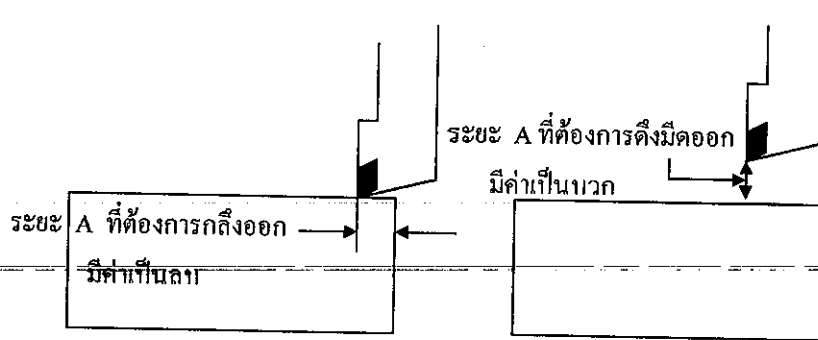 ระยะ A ที่ต้องการดึงมีดออก
มีค่าเป็นบวก
ระยะ A ที่ต้องการกลึงออก
มีค่าเป็นลบ